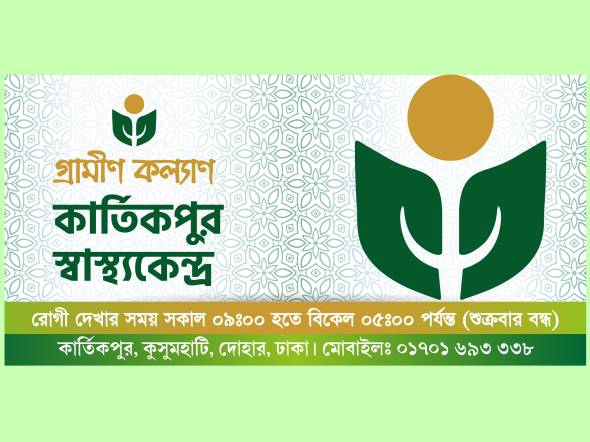 গ্রামীণ কল্যাণ
কার্তিকপুর
স্বাস্থ্যকেন্দ্র
রোগী দেখার সময় সকাল ০৯ঃ০০ হতে বিকেল ০৫ঃ০০ পর্যন্ত (শুক্রবার বন্ধ)
কার্তিকপুর, কুসুমহাটি, দোহার, ঢাকা। মোবাইলঃ ০১৭০১ ৬৯৩ ৩৩৮